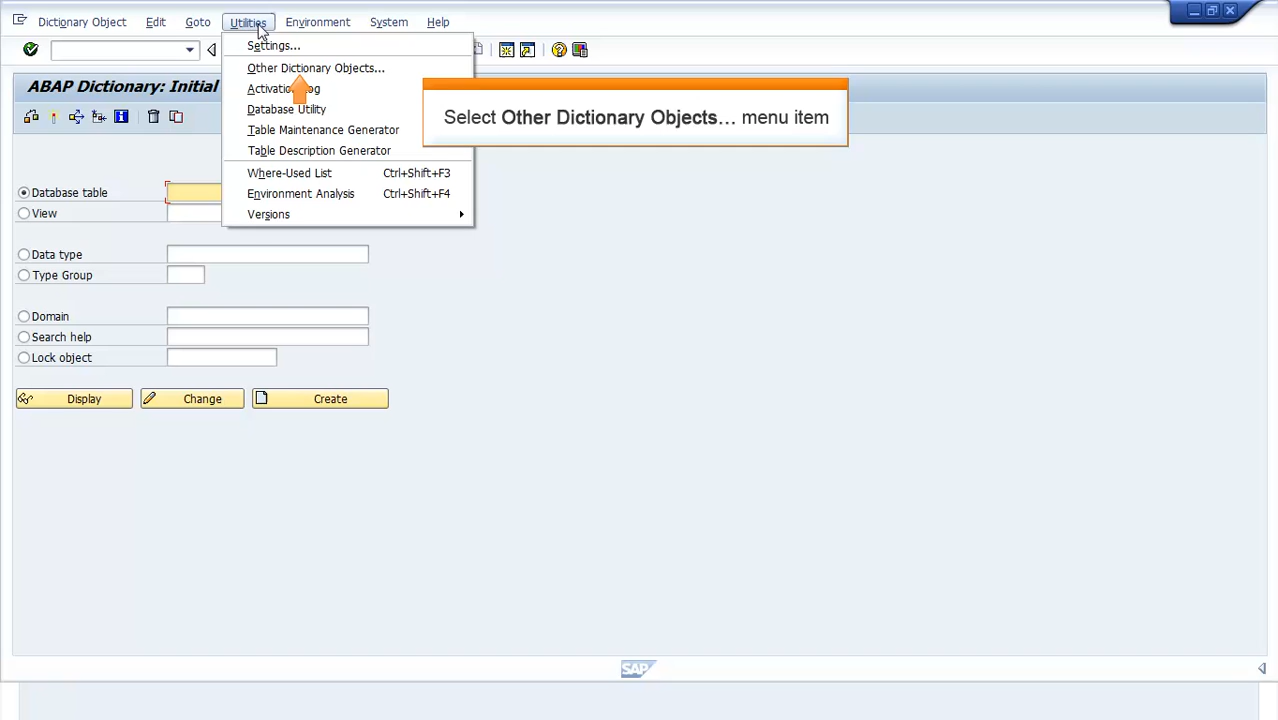 Dictionary Object Edit Goto Utilities Environment System Help
Settings...
Other Dictionary Objects...
ABAP Dictionary: Initial
Select Other Dictionary Objects… menu item
Database Utility
Table Maintenance Generator
Table Description Generator
Where-Used List Ctrl+Shift+F3
Environment Analysis Ctrl+Shift+F4
Versions
Database table
View
Data type
Type Group
Domain
Search help
Lock object
Display Change Create
SAP